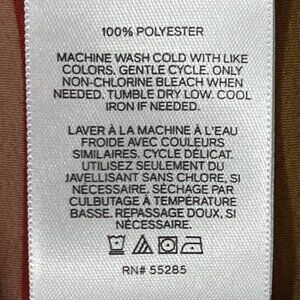 100% POLYESTER
MACHINE WASH COLD WITH LIKE
COLORS. GENTLE CYCLE. ONLY
NON-CHLORINE BLEACH WHEN
NEEDED. TUMBLE DRY LOW. COOL
IRON IF NEEDED.
LAVER À LA MACHINE À L'EAU
FROIDE AVEC COULEURS
SIMILAIRES. CYCLE DÉLICAT.
UTILIZEZ SEULEMENT DU
JAVELLISANT SANS CHLORE, SI
NÉCESSAIRE. SÉCHAGE PAR
CULBUTAGE À TEMPÉRATURE
BASSE. REPASSAGE DOUX, SI
NÉCESSAIRE.
RN# 55285